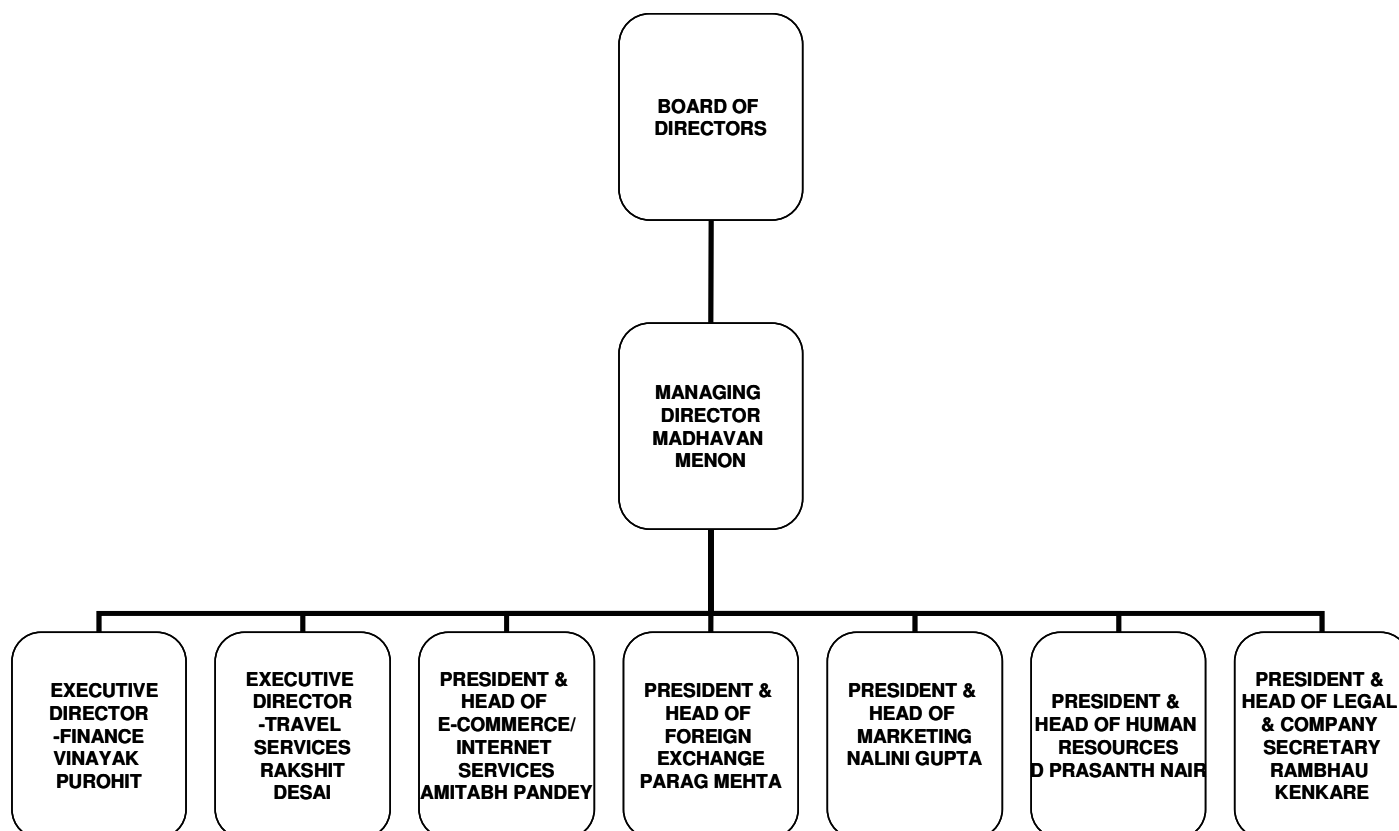 BOARD OF
DIRECTORS
MANAGING
DIRECTOR
MADHAVAN
MENON
EXECUTIVE
DIRECTOR
-FINANCE
VINAYAK
PUROHIT
EXECUTIVE
DIRECTOR
-TRAVEL
SERVICES
RAKSHIT
DESAI
PRESIDENT &
HEAD OF
E-COMMERCE/
INTERNET
SERVICES
AMITABH PANDEY
PRESIDENT &
HEAD OF
FOREIGN
EXCHANGE
PARAG MEHTA
PRESIDENT &
HEAD OF
MARKETING
NALINI GUPTA
PRESIDENT &
HEAD OF HUMAN
RESOURCES
D PRASANTH NAIR
PRESIDENT &
HEAD OF LEGAL
& COMPANY
SECRETARY
RAMBHAU
KENKARE